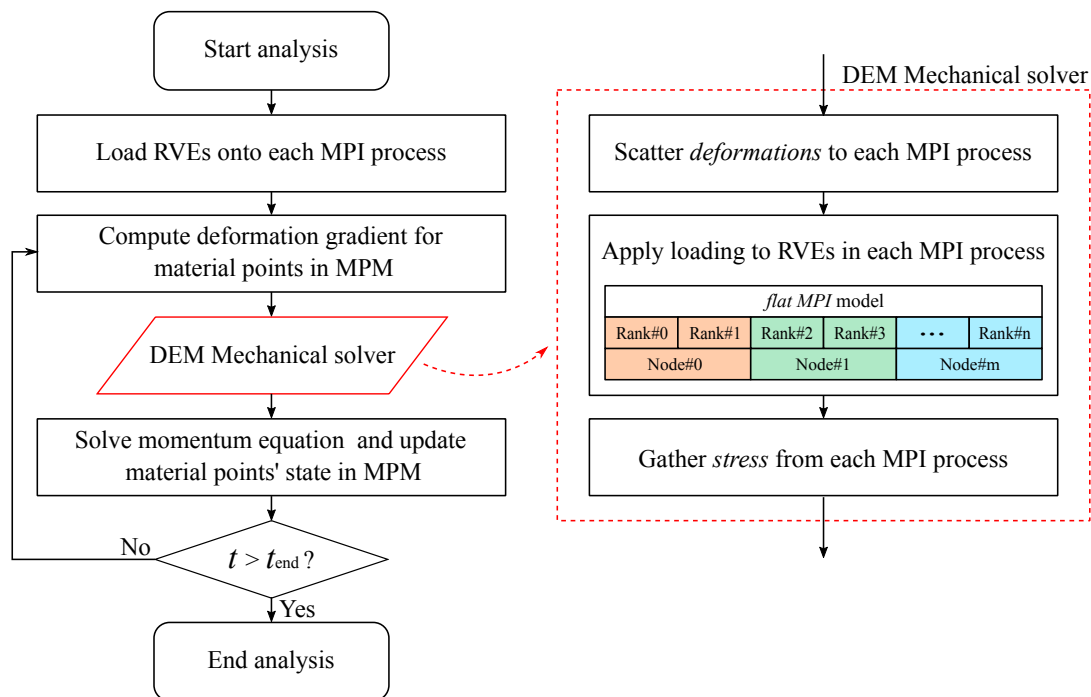 Start analysis
Load RVEs onto each MPI process
Compute deformation gradient for
material points in MPM
DEM Mechanical solver
Solve momentum equation and update
material points' state in MPM
No
t > tend ?
Yes
End analysis
DEM Mechanical solver
Scatter deformations to each MPI process
Apply loading to RVEs in each MPI process
flat MPI model
Rank#0 Rank#1 Rank#2 Rank#3 ··· Rank#n
Node#0 Node#1 Node#m
Gather stress from each MPI process